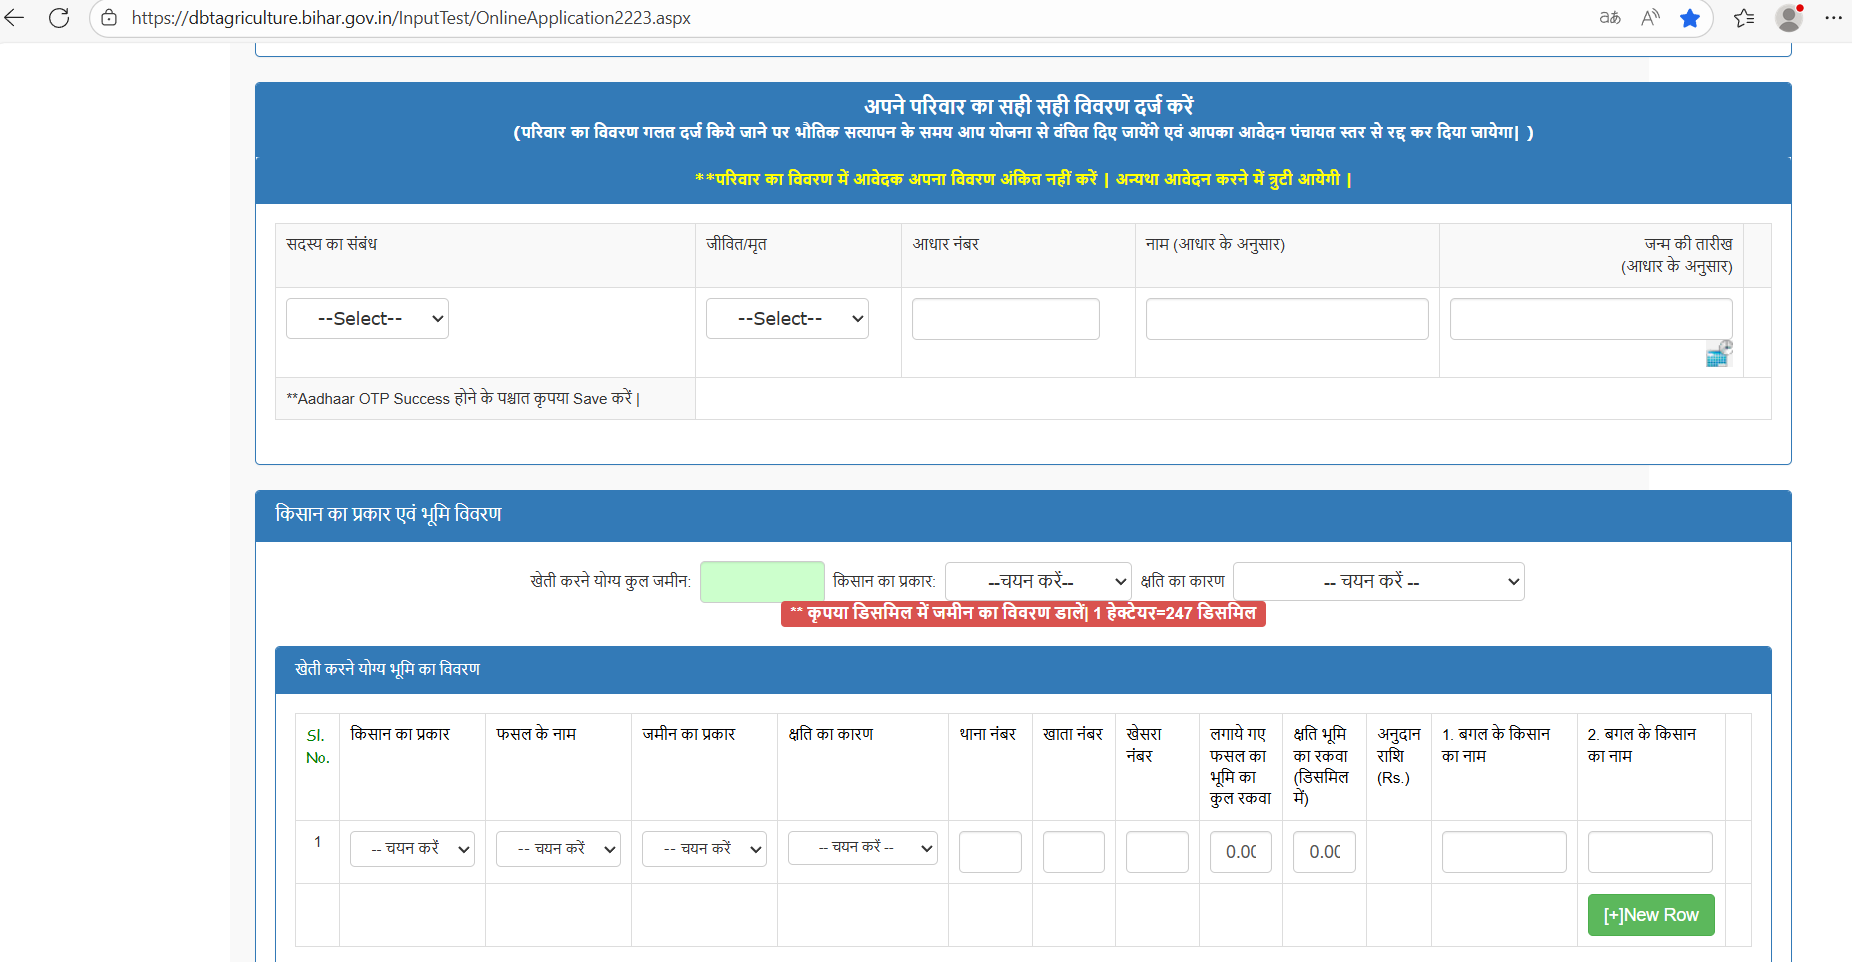 https://dbtagriculture.bihar.gov.in/InputTest/OnlineApplication2223.aspx
अपने परिवार का सही सही विवरण दर्ज करें
(परिवार का विवरण गलत दर्ज किये जाने पर भौतिक सत्यापन के समय आप योजना से वंचित दिए जायेंगे एवं आपका आवेदन पंचायत स्तर से रद्द कर दिया जायेगा| )
**परिवार का विवरण में आवेदक अपना विवरण अंकित नहीं करें | अन्यथा आवेदन करने में त्रुटी आयेगी |
सदस्य का संबंध
जीवित/मृत
आधार नंबर
नाम (आधार के अनुसार)
जन्म की तारीख
(आधार के अनुसार)
--Select--
--Select--
**Aadhaar OTP Success होने के पश्चात कृपया Save करें |
किसान का प्रकार एवं भूमि विवरण
खेती करने योग्य कुल जमीन:
किसान का प्रकार: --चयन करें--
क्षति का कारण -- चयन करें --
** कृपया डिसमिल में जमीन का विवरण डालें| 1 हेक्टेयर=247 डिसमिल
खेती करने योग्य भूमि का विवरण
Sl.
No.
किसान का प्रकार
फसल के नाम
जमीन का प्रकार
क्षति का कारण
थाना नंबर
खाता नंबर
खेसरा
नंबर
लगाये गए
फसल का
भूमि का
कुल रकवा
क्षति भूमि
का रकवा
(डिसमिल
में)
अनुदान
राशि
(Rs.)
1. बगल के किसान
का नाम
2. बगल के किसान
का नाम
1
-- चयन करें
-- चयन करें
-- चयन करें
-- चयन करें --
0.00
0.00
[+]New Row